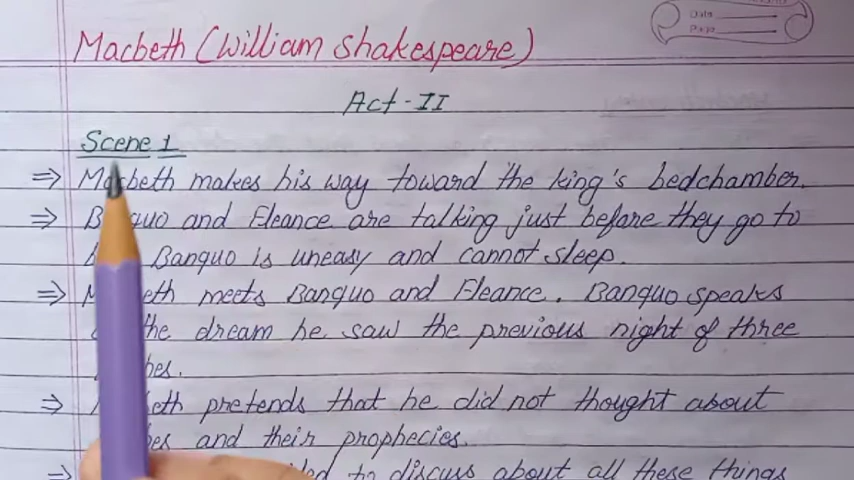 Macbeth (William Shakespeare)
Date
Page
Act - II
Scene 1
⇒ Macbeth makes his way toward the king's bedchamber.
⇒ Banquo and Fleance are talking just before they go to
Banquo is uneasy and cannot sleep.
⇒ Macbeth meets Banquo and Fleance. Banquo speaks
the dream he saw the previous night of three
⇒ Macbeth pretends that he did not thought about
and their prophecies.
⇒ to discuss about all these things